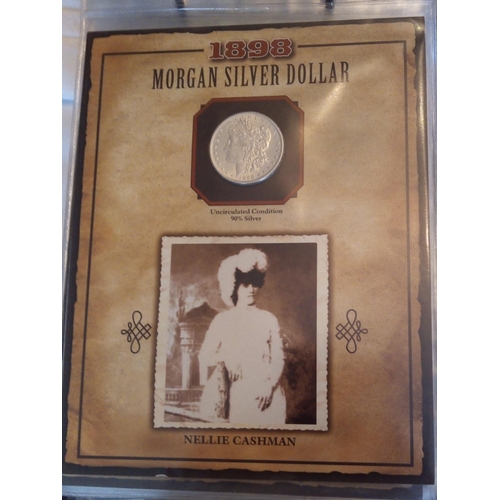 1898
MORGAN SILVER DOLLAR
Uncirculated Condition
90% Silver
NELLIE CASHMAN